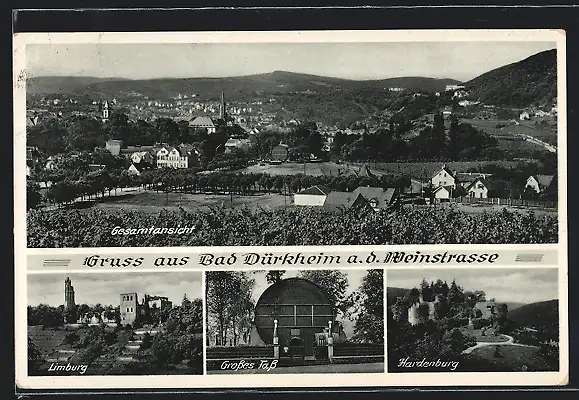 Gesamtansicht
Gruss aus Bad Dürkheim a. d. Weinstrasse
Limburg
Großes Faß
Hardenburg